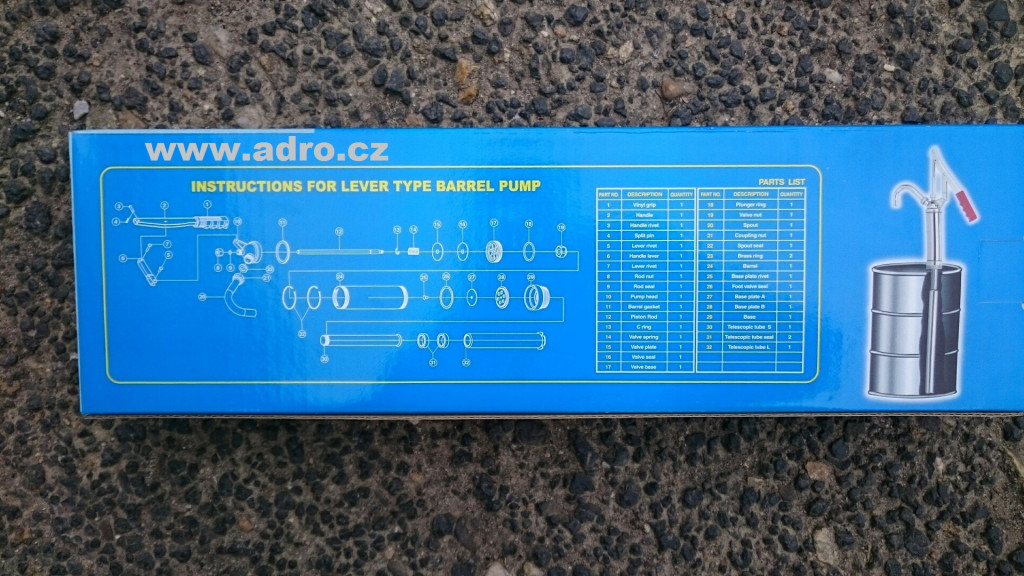 www.adro.cz
INSTRUCTIONS FOR LEVER TYPE BARREL PUMP
PARTS LIST
PART NO. DESCRIPTION QUANTITY PART NO. DESCRIPTION QUANTITY
1 Vinyl grip 1 18 Plunger ring 1
2 Handle 1 19 Valve nut 1
3 Handle rivet 1 20 Spout 1
4 Split pin 1 21 Coupling nut 1
5 Lever rivet 1 22 Spout seal 1
6 Handle lever 1 23 Brass ring 2
7 Lever rivet 1 24 Barrel 1
8 Rod nut 1 25 Base plate rivet 1
9 Rod seal 1 26 Foot valve seal 1
10 Pump head 1 27 Base plate A 1
11 Barrel gasket 1 28 Base plate B 1
12 Piston Rod 1 29 Base 1
13 C ring 1 30 Telescopic tube S 1
14 Valve spring 1 31 Telescopic tube seal 2
15 Valve plate 1 32 Telescopic tube L 1
16 Valve seal 1
17 Valve base 1